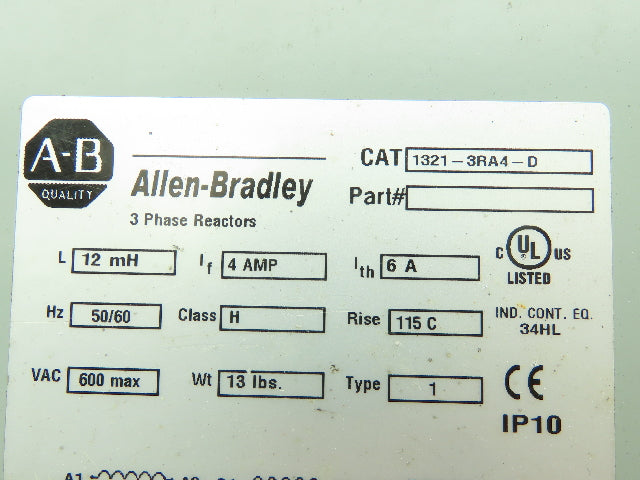 A-B
QUALITY
Allen-Bradley
3 Phase Reactors
CAT 1321-3RA4-D
Part#
L 12 mH If 4 AMP Ith 6 A
C UL US
LISTED
Hz 50/60 Class H Rise 115 C
IND. CONT. EQ.
34HL
VAC 600 max Wt 13 lbs. Type 1
CE
IP10
A1